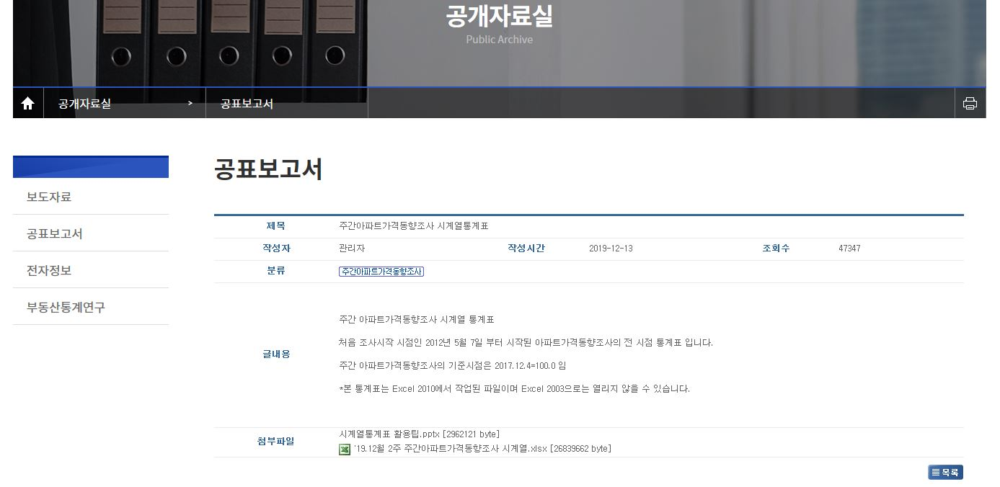 공개자료실
Public Archive
공개자료실 > 공표보고서
공표보고서
보도자료
공표보고서
전자정보
부동산통계연구
제목 주간아파트가격동향조사 시계열통계표
작성자 관리자 작성시간 2019-12-13 조회수 47347
분류 주간아파트가격동향조사
글내용
주간 아파트가격동향조사 시계열 통계표
처음 조사시작 시점인 2012년 5월 7일 부터 시작된 아파트가격동향조사의 전 시점 통계표 입니다.
주간 아파트가격동향조사의 기준시점은 2017.12.4=100.0 임
*본 통계표는 Excel 2010에서 작업된 파일이며 Excel 2003으로는 열리지 않을 수 있습니다.
첨부파일
시계열통계표 활용팁.pptx [2962121 byte]
'19.12월 2주 주간아파트가격동향조사 시계열.xlsx [26839662 byte]
목록